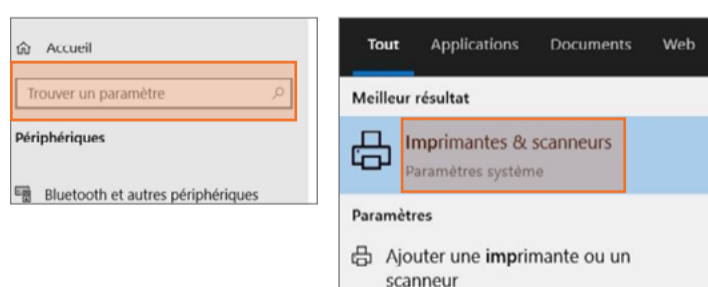 Accueil
Trouver un paramètre
Périphériques
Bluetooth et autres périphériques
Tout Applications Documents Web
Meilleur résultat
Imprimantes & scanneurs
Paramètres système
Paramètres
Ajouter une imprimante ou un
scanneur